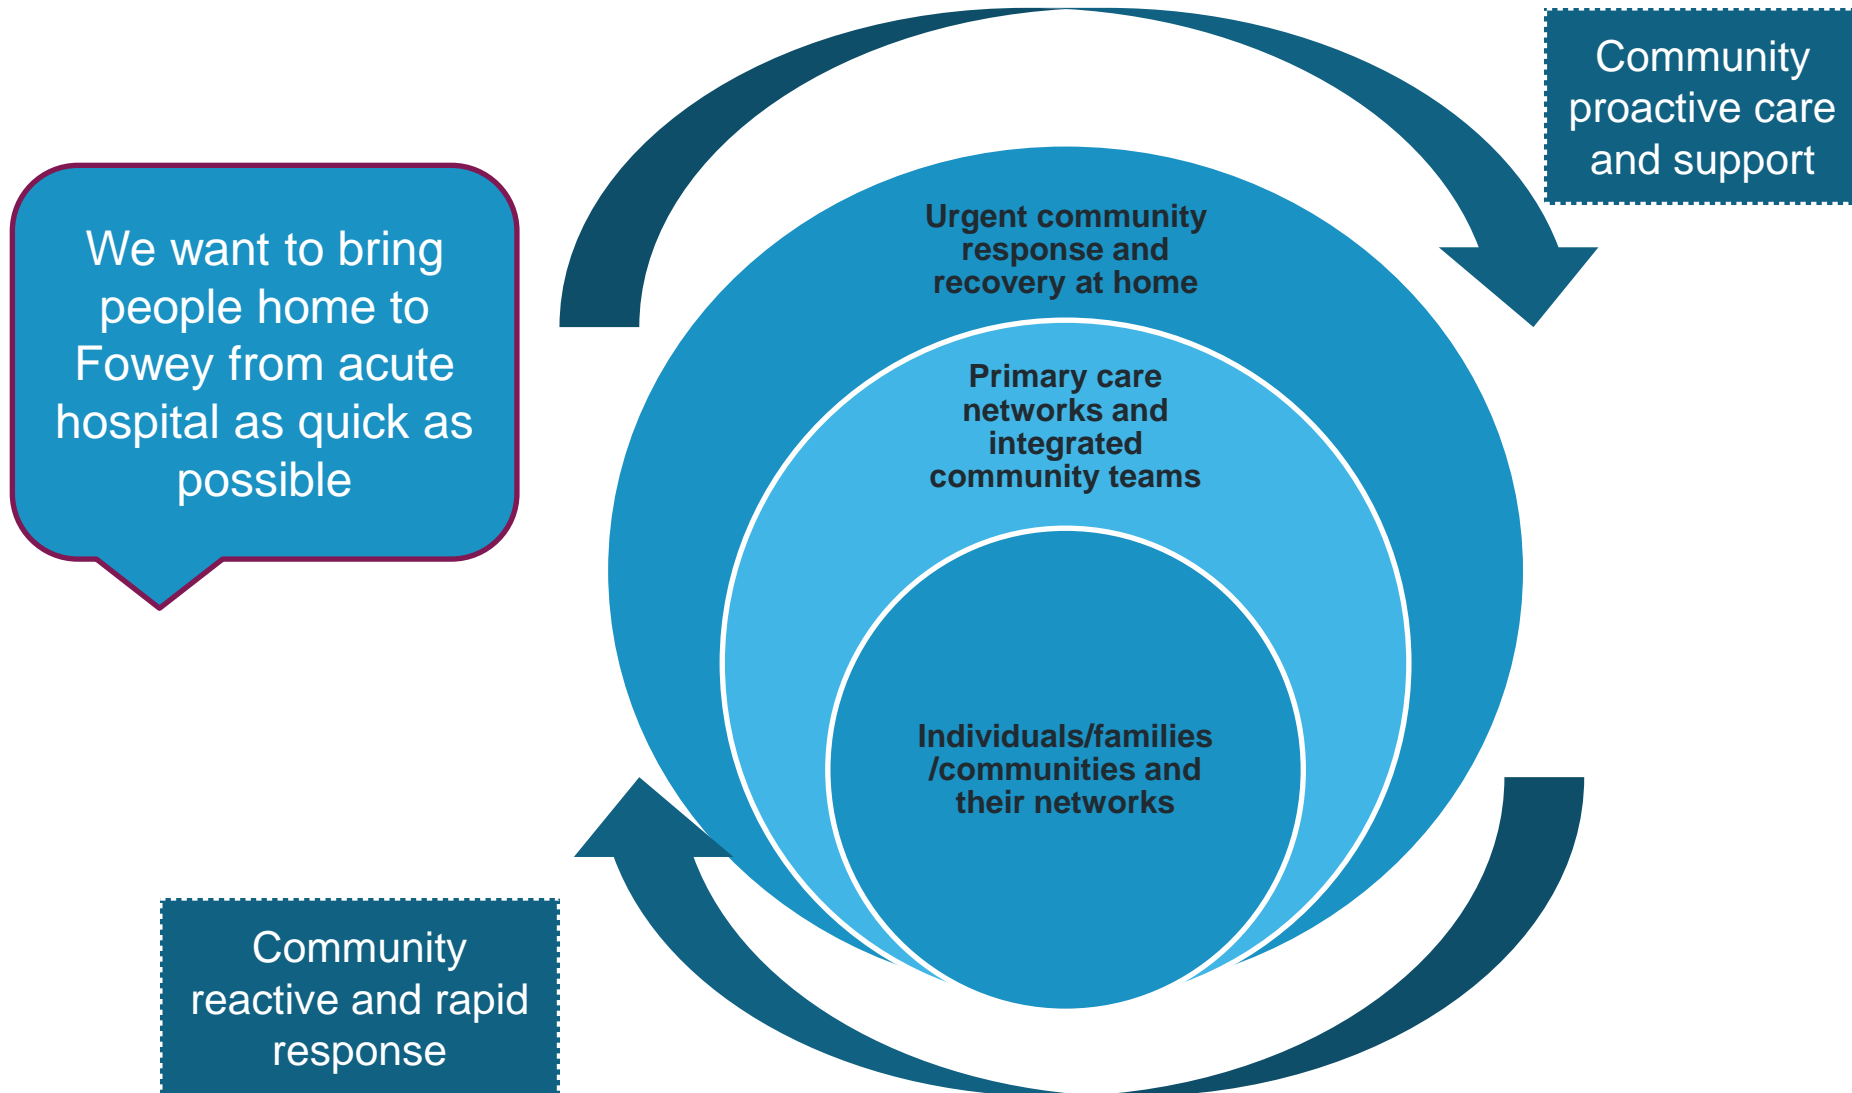 Community
proactive care
and support
We want to bring
people home to
Fowey from acute
hospital as quick as
possible
Urgent community
response and
recovery at home
Primary care
networks and
integrated
community teams
Individuals/families
/communities and
their networks
Community
reactive and rapid
response